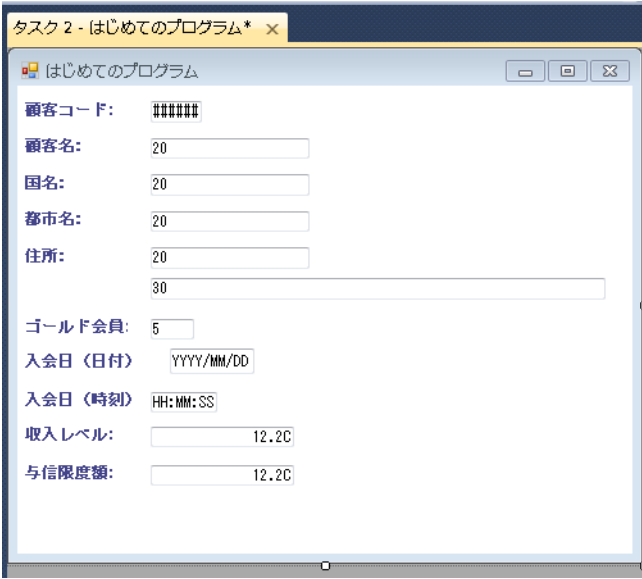 タスク 2 - はじめてのプログラム* ×
はじめてのプログラム
顧客コード: ######
顧客名: 20
国名: 20
都市名: 20
住所: 20
30
ゴールド会員: 5
入会日（日付） YYYY/MM/DD
入会日（時刻） HH:MM:SS
収入レベル: 12.2C
与信限度額: 12.2C